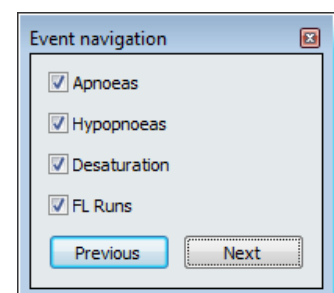 Event navigation
Apnoeas
Hypopnoeas
Desaturation
FL Runs
Previous Next